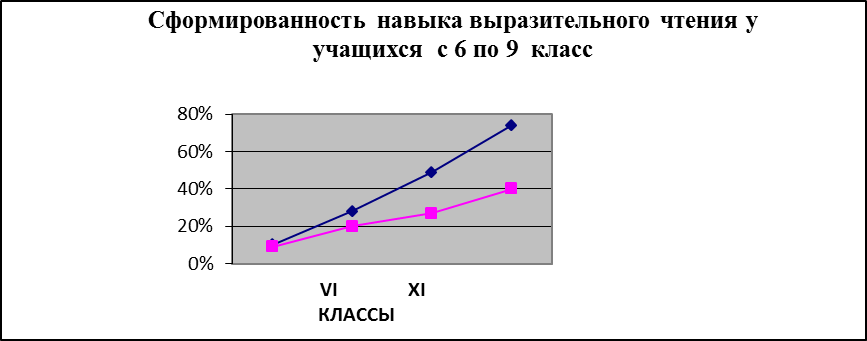 Сформированность навыка выразительного чтения у
учащихся с 6 по 9 класс
80%
60%
40%
20%
0%
VI XI
КЛАССЫ